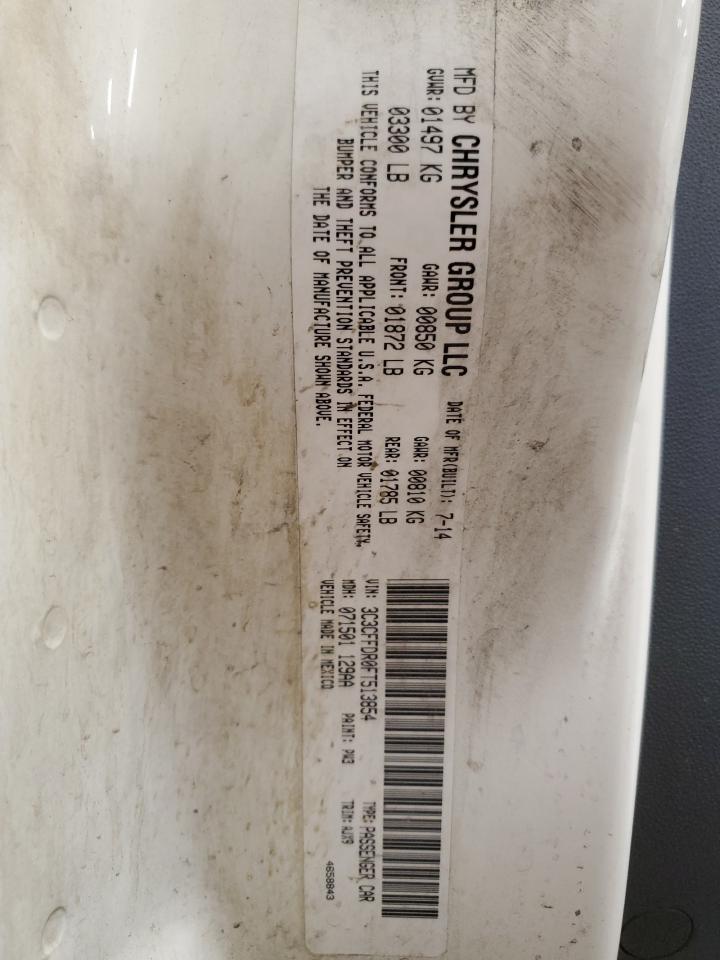 MFD BY CHRYSLER GROUP LLC DATE OF MFR(BUILT): 7-14
GVWR: 01497 KG GAWR: 00850 KG GAWR: 00810 KG
03300 LB FRONT: 01872 LB REAR: 01785 LB
THIS VEHICLE CONFORMS TO ALL APPLICABLE U.S.A. FEDERAL MOTOR VEHICLE SAFETY,
BUMPER AND THEFT PREVENTION STANDARDS IN EFFECT ON
THE DATE OF MANUFACTURE SHOWN ABOVE.
VIN: 3C3CFFDR0FT513854 TYPE: PASSENGER CAR
MDH: 071501 129AA PAINT: PW3 TRIM: AJX9
VEHICLE MADE IN MEXICO 4658843